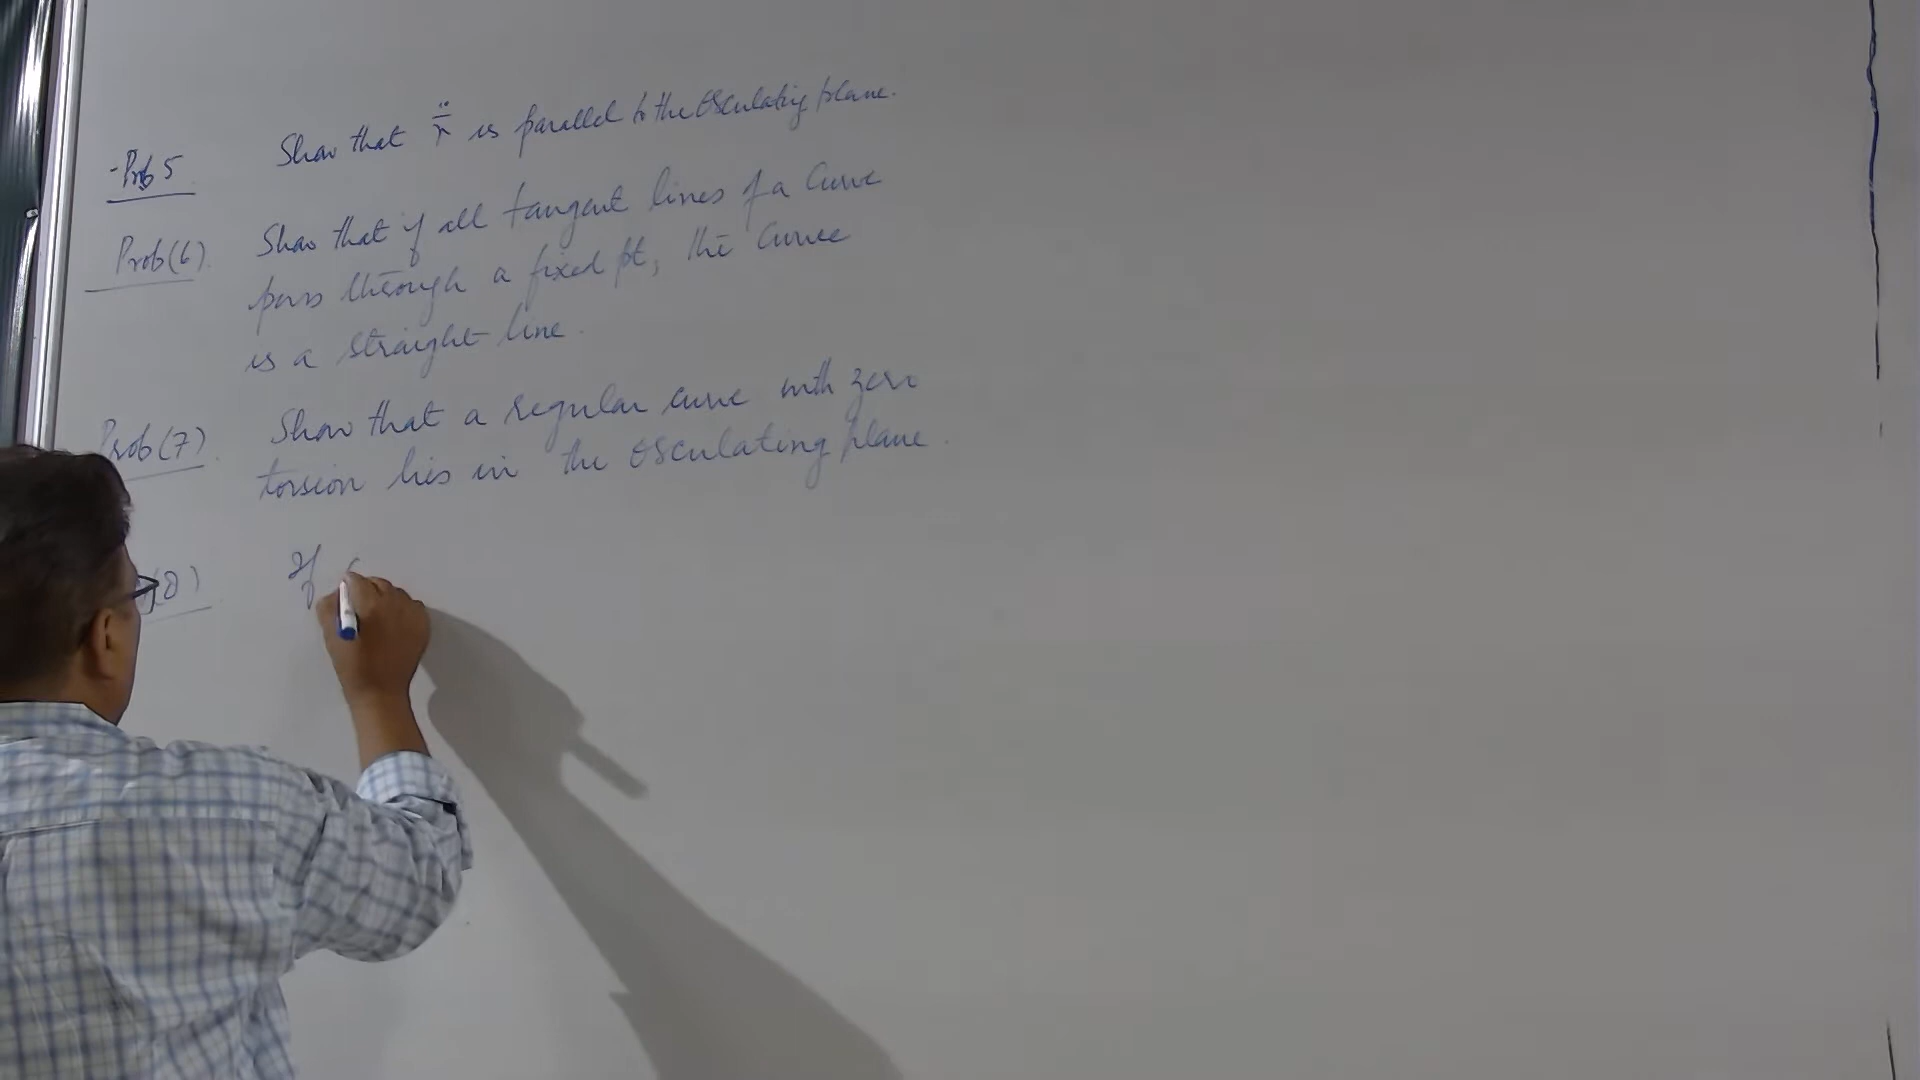 Prob 5 Show that r̈ is parallel to the osculating plane.
Prob(6). Show that if all tangent lines of a curve
pass through a fixed pt, the curve
is a straight line.
Prob(7). Show that a regular curve with zero
torsion lies in the osculating plane.
(8) If